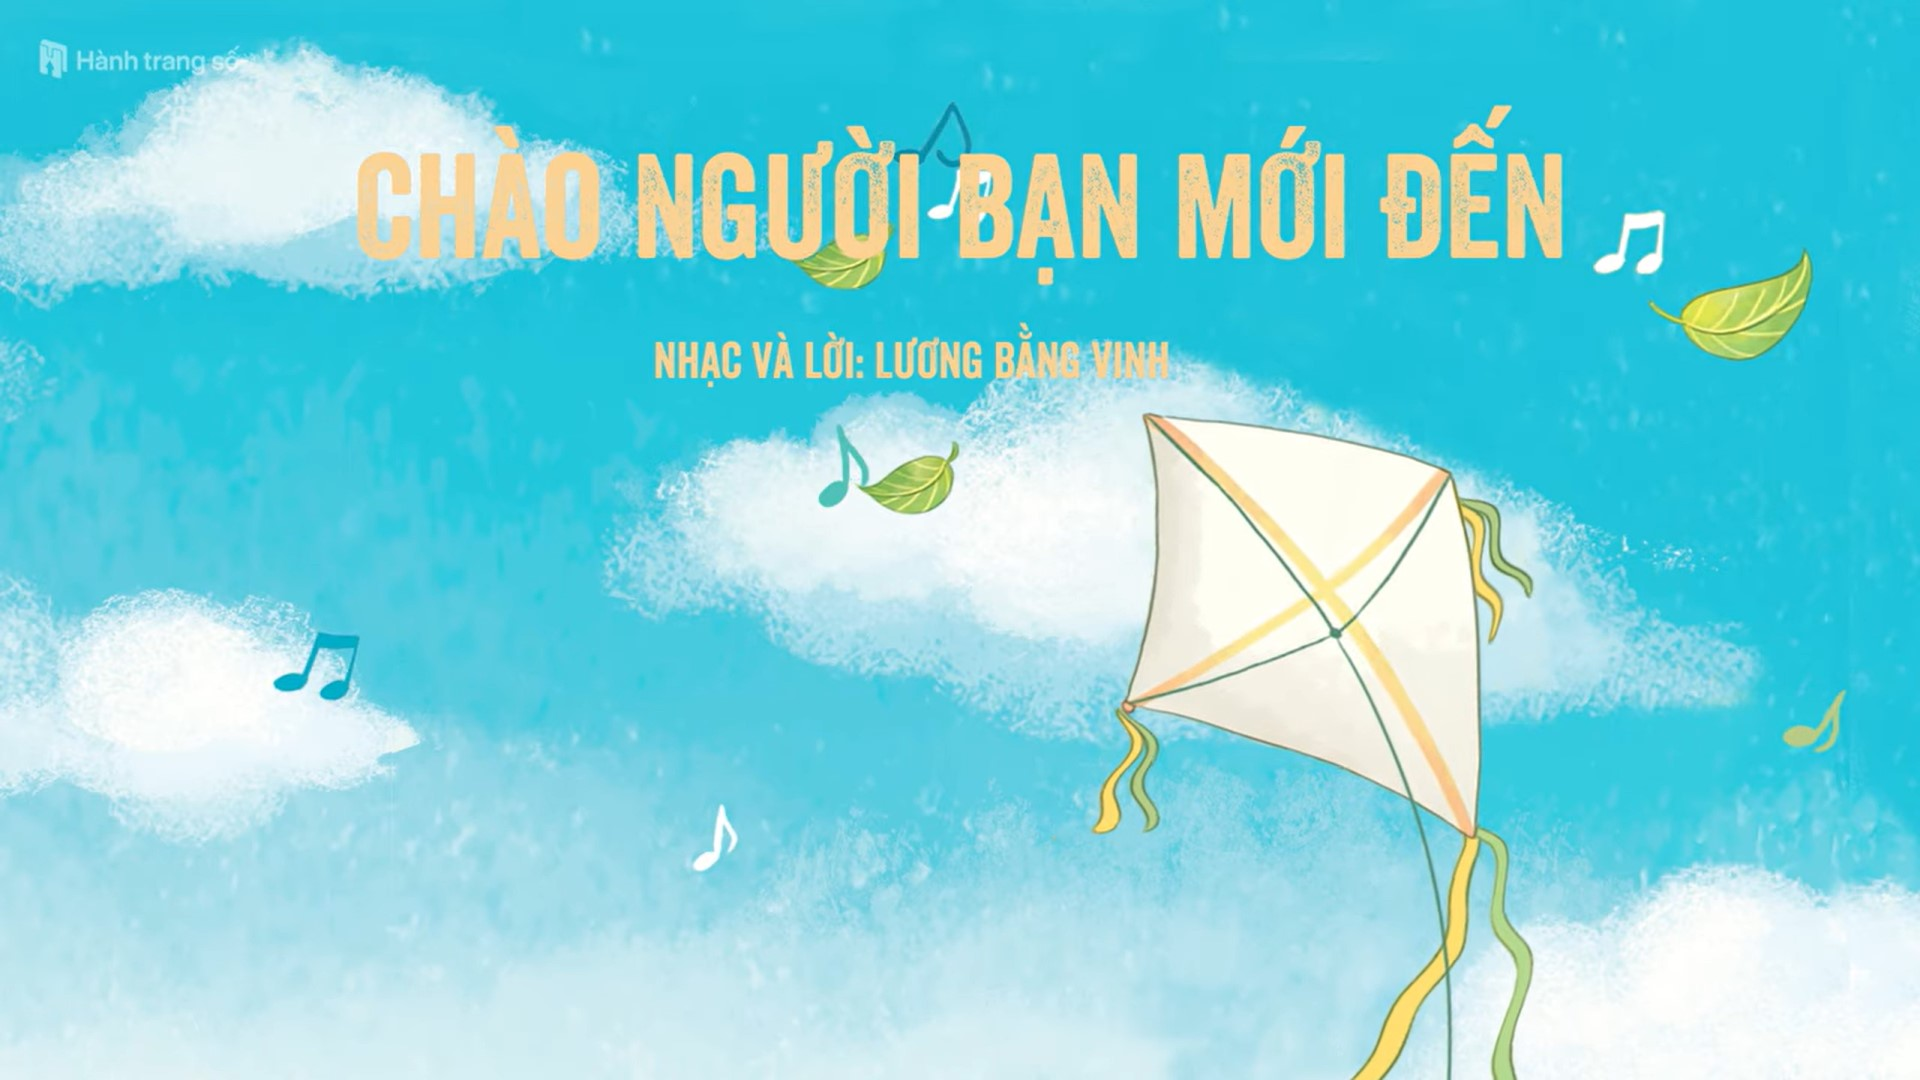 Hành trang số
CHÀO NGƯỜI BẠN MỚI ĐẾN
NHẠC VÀ LỜI: LƯƠNG BẰNG VINH